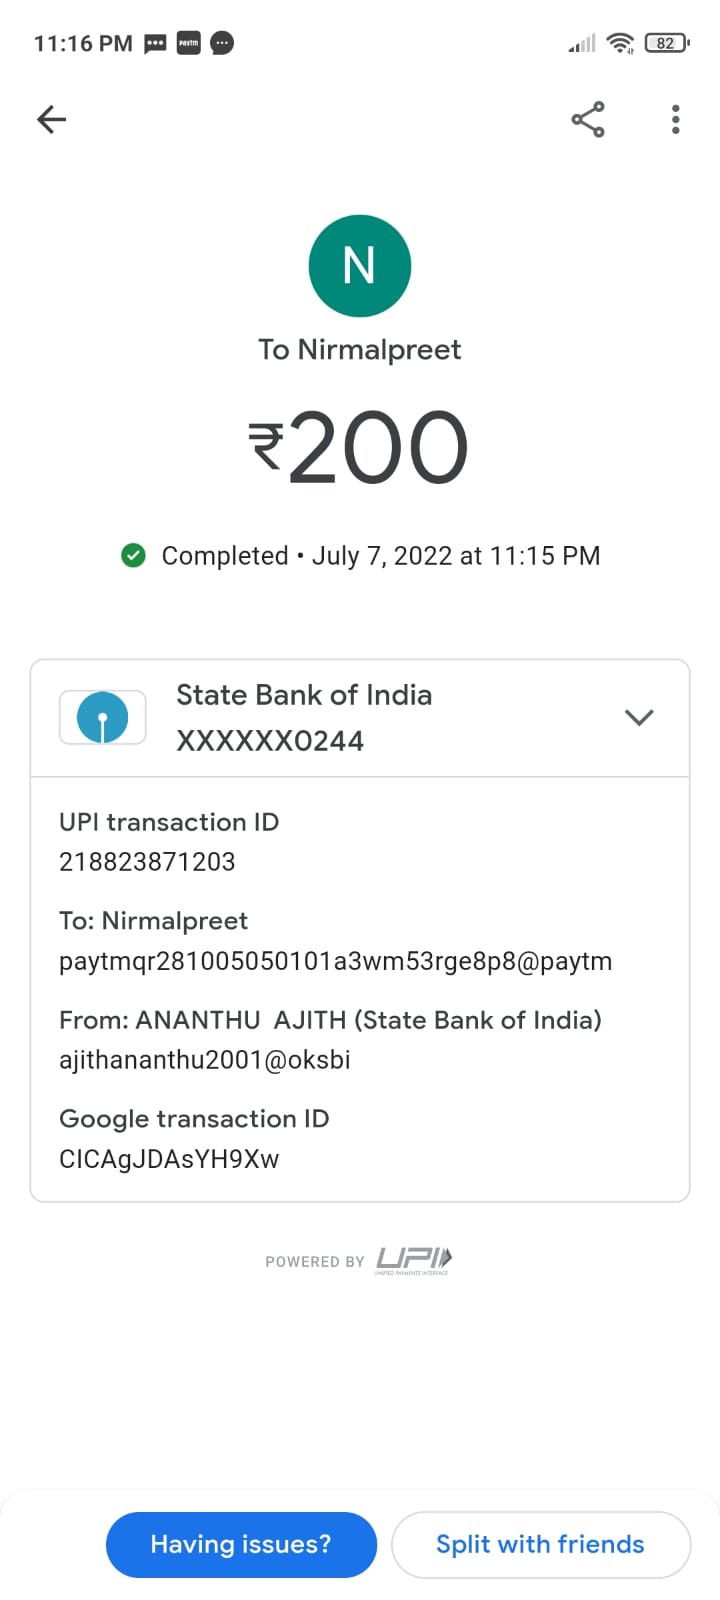 11:16 PM
paytm
82
N
To Nirmalpreet
₹200
Completed • July 7, 2022 at 11:15 PM
State Bank of India
XXXXXX0244
UPI transaction ID
218823871203
To: Nirmalpreet
paytmqr281005050101a3wm53rge8p8@paytm
From: ANANTHU AJITH (State Bank of India)
ajithananthu2001@oksbi
Google transaction ID
CICAgJDAsYH9Xw
POWERED BY UPI
UNIFIED PAYMENTS INTERFACE
Having issues?
Split with friends